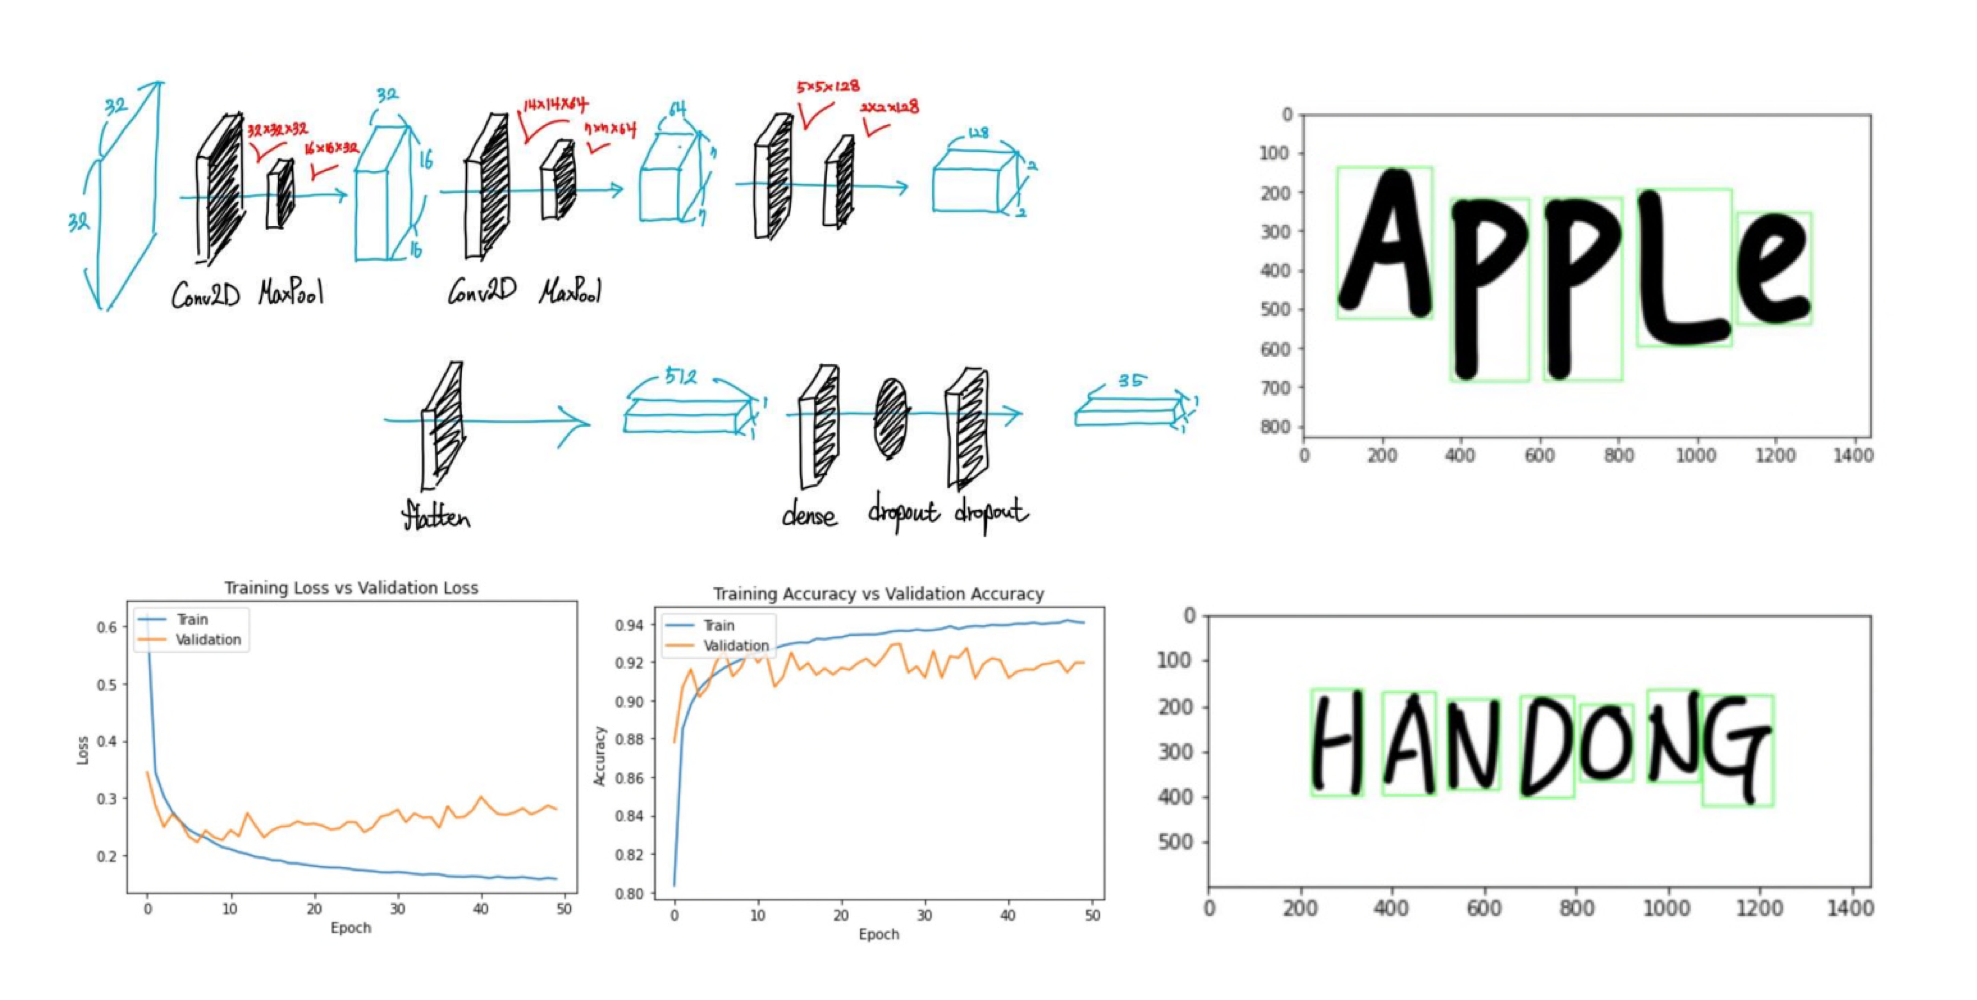 32
32
32×32×32
16×16×32
Conv2D MaxPool
32
16
16
14×14×64
7×7×64
Conv2D MaxPool
64
7
7
5×5×128
2×2×128
128
2
2
flatten
512
1
1
dense dropout dropout
35
1
1
0
100
200
300
400
500
600
700
800
0 200 400 600 800 1000 1200 1400
APPLe
Training Loss vs Validation Loss
Train
Validation
0.6
0.5
0.4
0.3
0.2
Loss
0 10 20 30 40 50
Epoch
Training Accuracy vs Validation Accuracy
Train
Validation
0.94
0.92
0.90
0.88
0.86
0.84
0.82
0.80
Accuracy
0 10 20 30 40 50
Epoch
0
100
200
300
400
500
0 200 400 600 800 1000 1200 1400
HANDONG